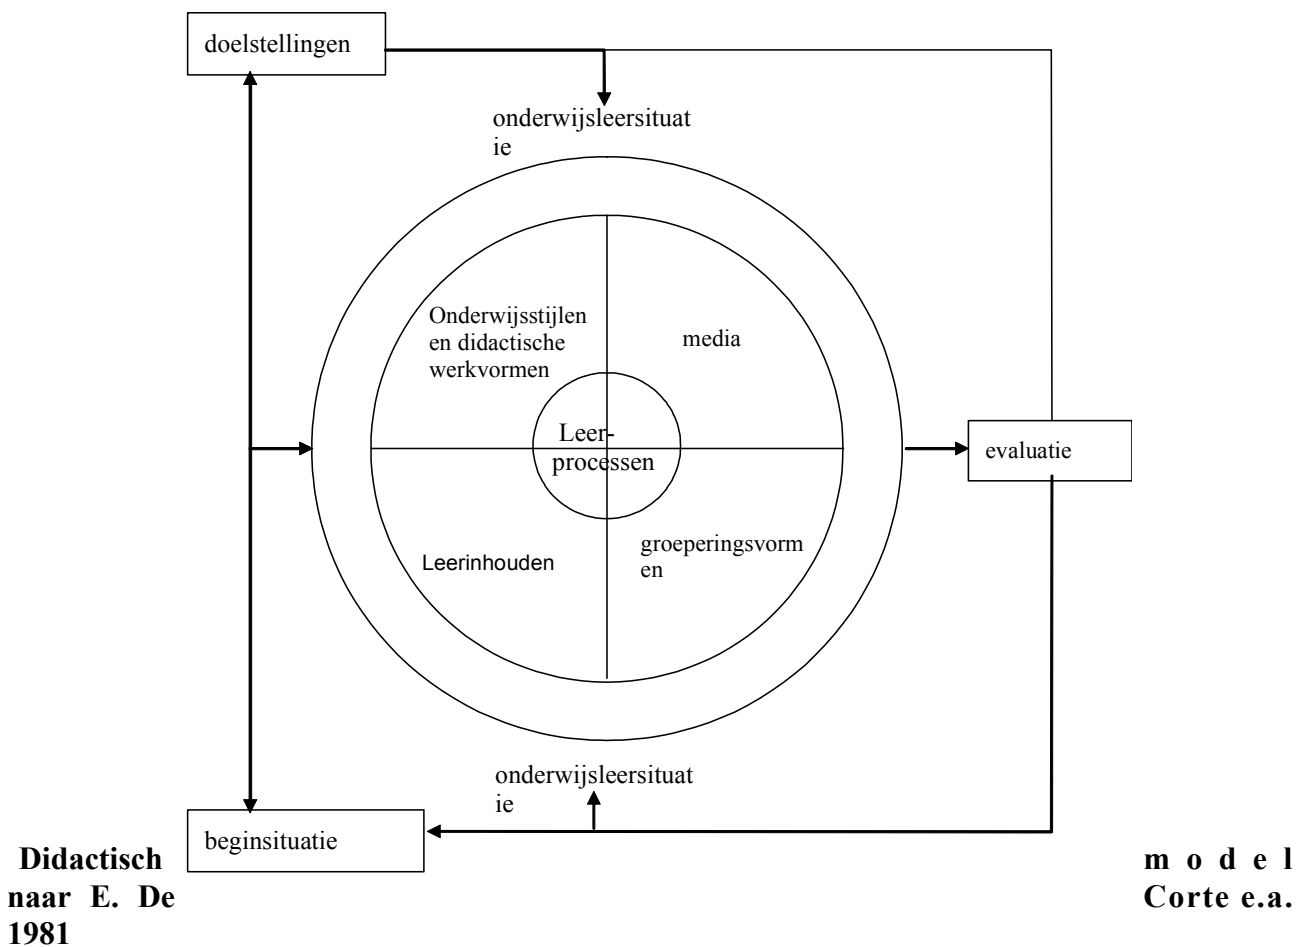 doelstellingen
onderwijsleersituat
ie
Onderwijsstijlen
en didactische
werkvormen
media
Leer-
processen
evaluatie
Leerinhouden
groeperingsvorm
en
onderwijsleersituat
ie
beginsituatie
Didactisch model
naar E. De Corte e.a.
1981